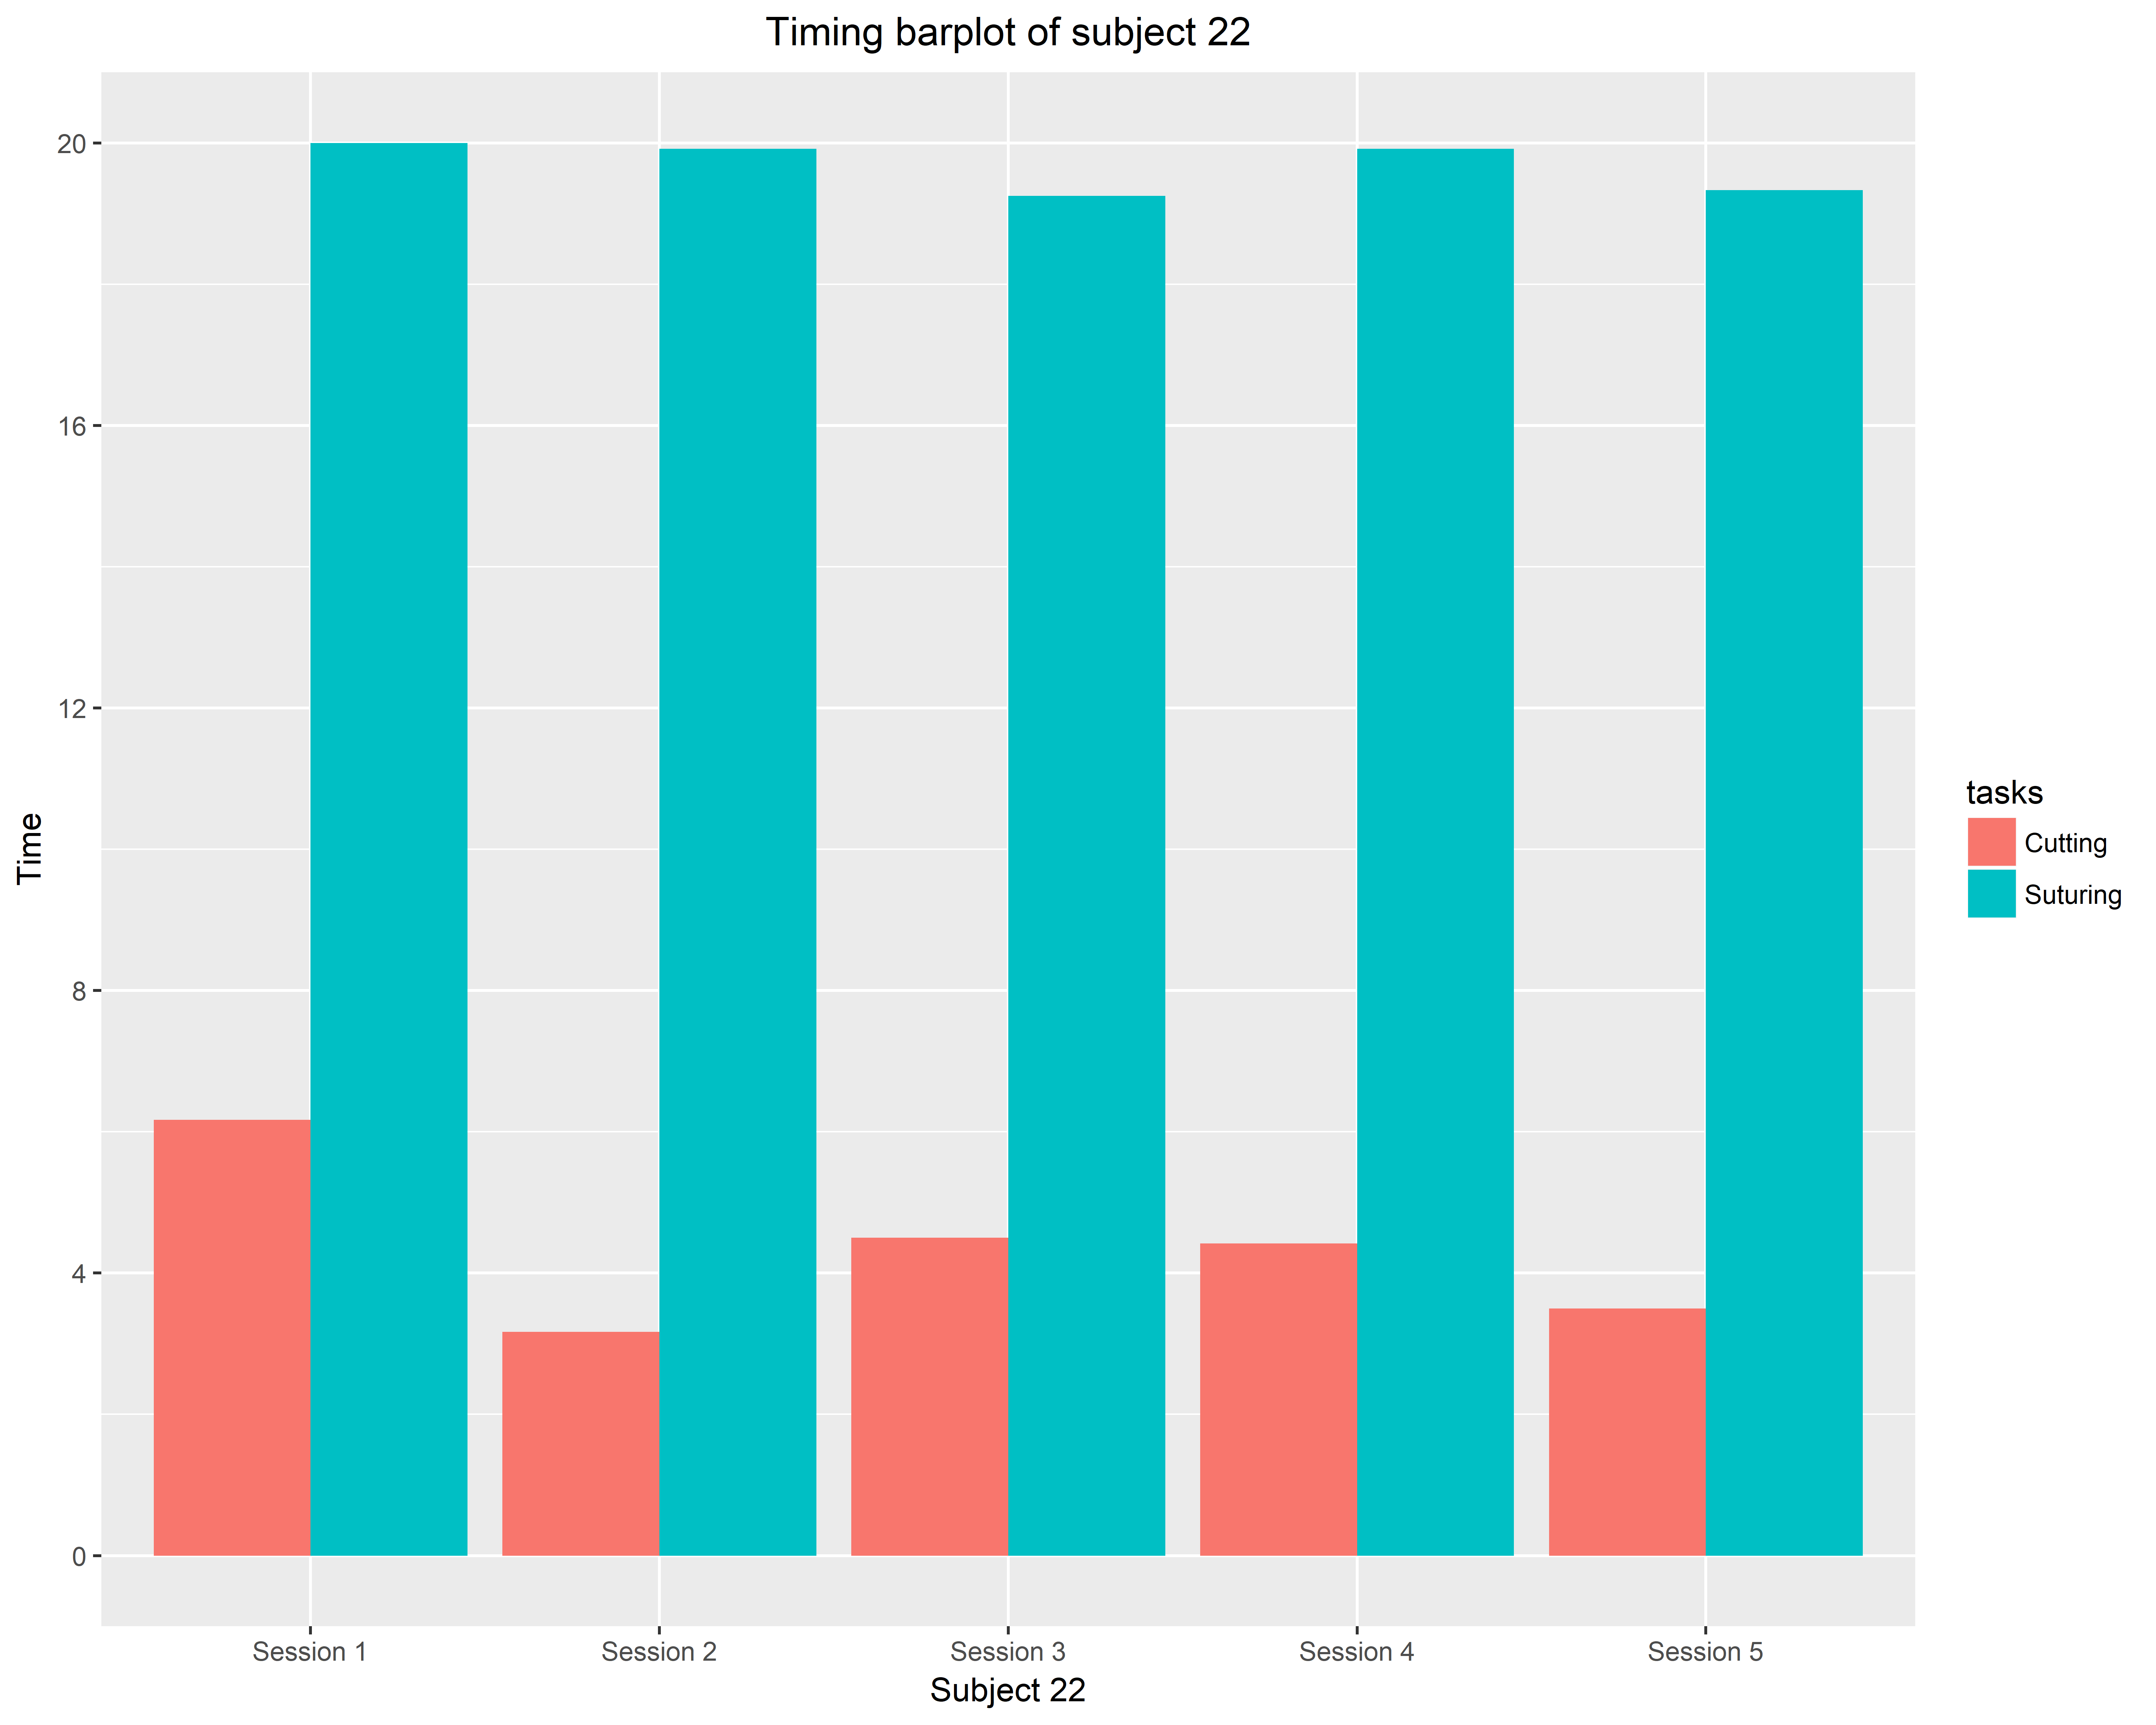 Timing barplot of subject 22
20
16
12
8
4
0
Time
Session 1 Session 2 Session 3 Session 4 Session 5
Subject 22
tasks
Cutting
Suturing